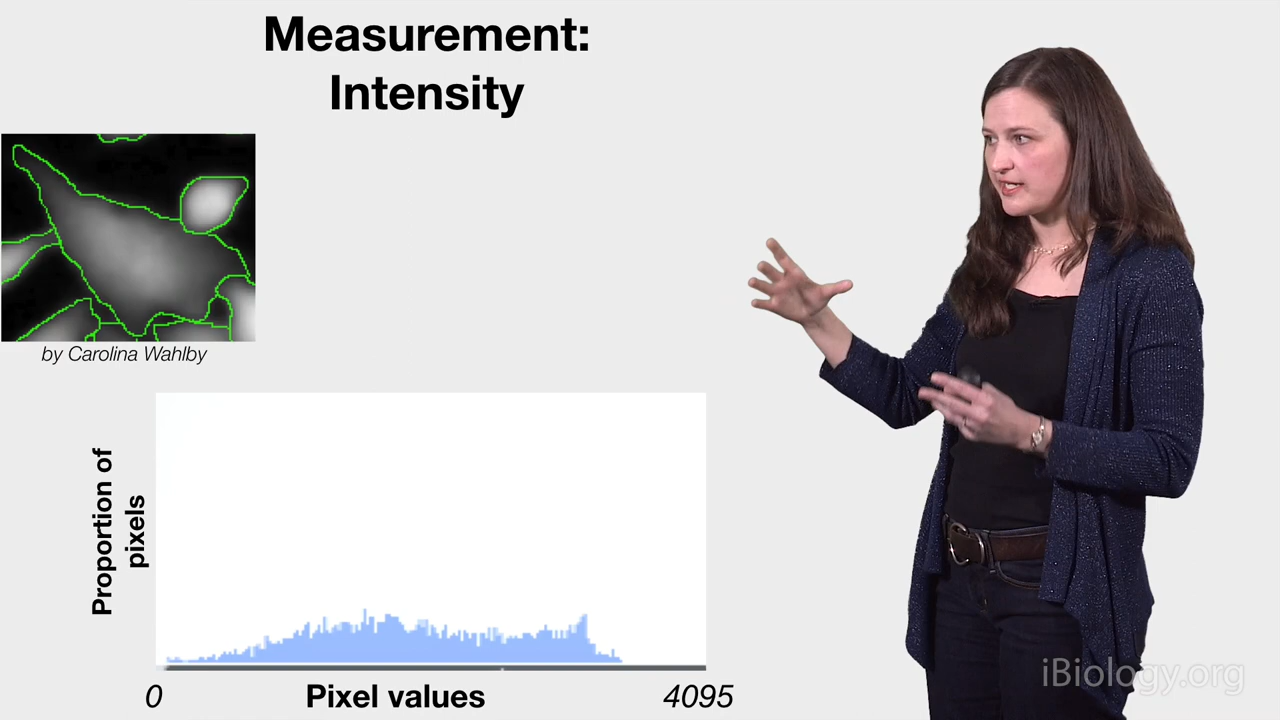 Measurement:
Intensity
by Carolina Wahlby
Proportion of
pixels
0
Pixel values
4095
iBiology.org